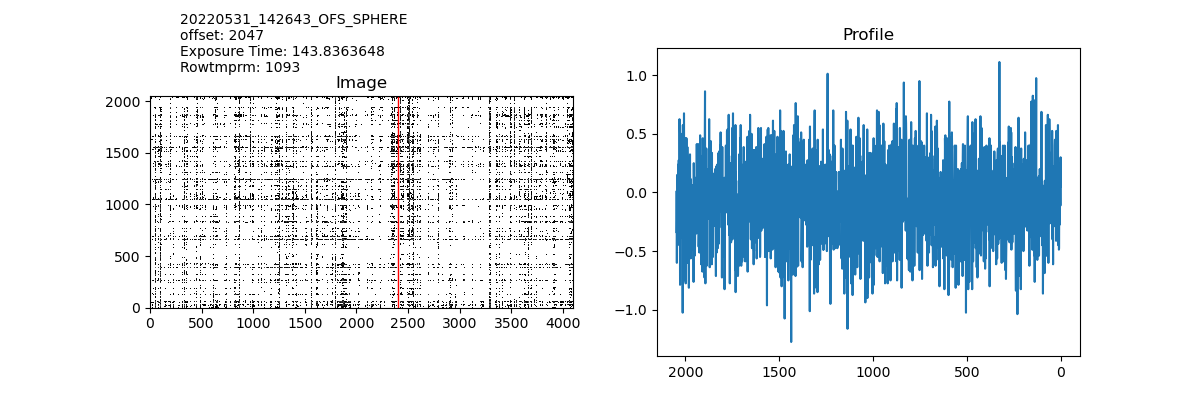 20220531_142643_OFS_SPHERE
offset: 2047
Exposure Time: 143.8363648
Rowtmprm: 1093
Image
2000
1500
1000
500
0
0 500 1000 1500 2000 2500 3000 3500 4000
Profile
1.0
0.5
0.0
−0.5
−1.0
2000 1500 1000 500 0